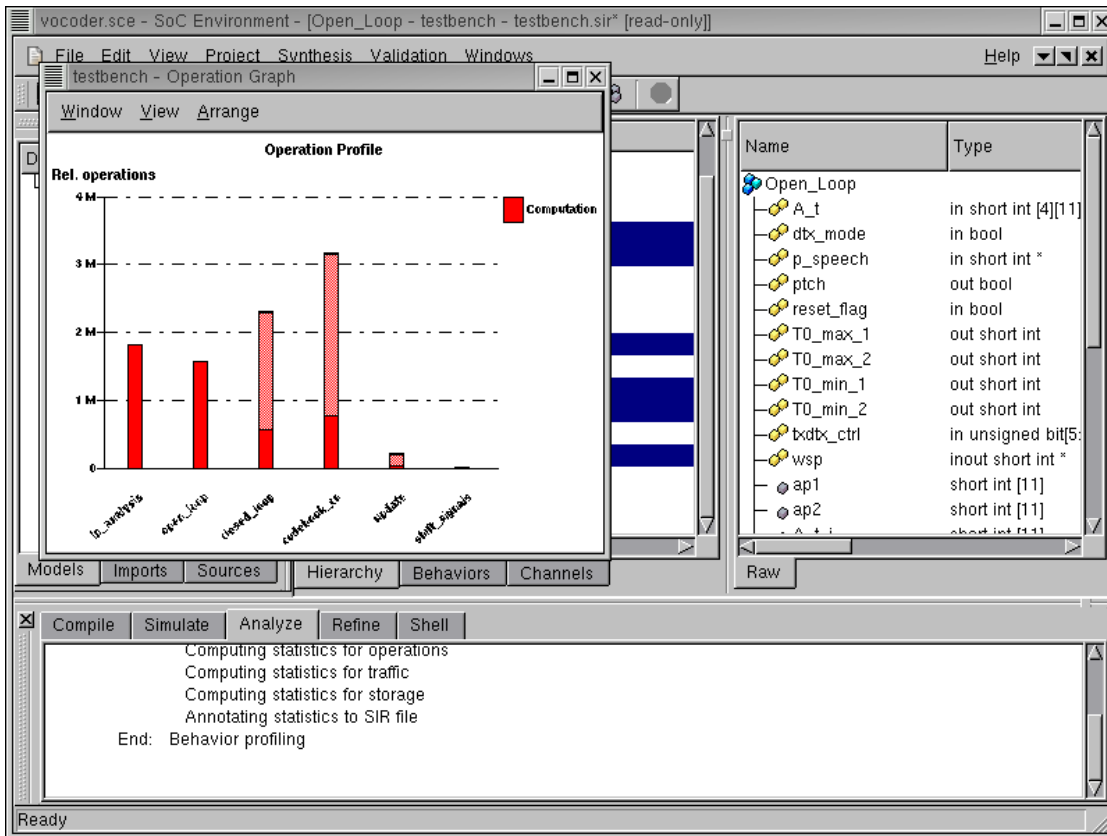 vocoder.sce - SoC Environment - [Open_Loop - testbench - testbench.sir* [read-only]]
File Edit View Project Synthesis Validation Windows Help
testbench - Operation Graph
Window View Arrange
Operation Profile
Rel. operations
4 M
3 M
2 M
1 M
0
Computation
lp_analysis
open_loop
closed_loop
codebook_cn
update
shift_signals
D
Name Type
Open_Loop
A_t in short int [4][11]
dtx_mode in bool
p_speech in short int *
ptch out bool
reset_flag in bool
T0_max_1 out short int
T0_max_2 out short int
T0_min_1 out short int
T0_min_2 out short int
txdtx_ctrl in unsigned bit[5:
wsp inout short int *
ap1 short int [11]
ap2 short int [11]
Models Imports Sources Hierarchy Behaviors Channels Raw
Compile Simulate Analyze Refine Shell
Computing statistics for operations
Computing statistics for traffic
Computing statistics for storage
Annotating statistics to SIR file
End: Behavior profiling
Ready